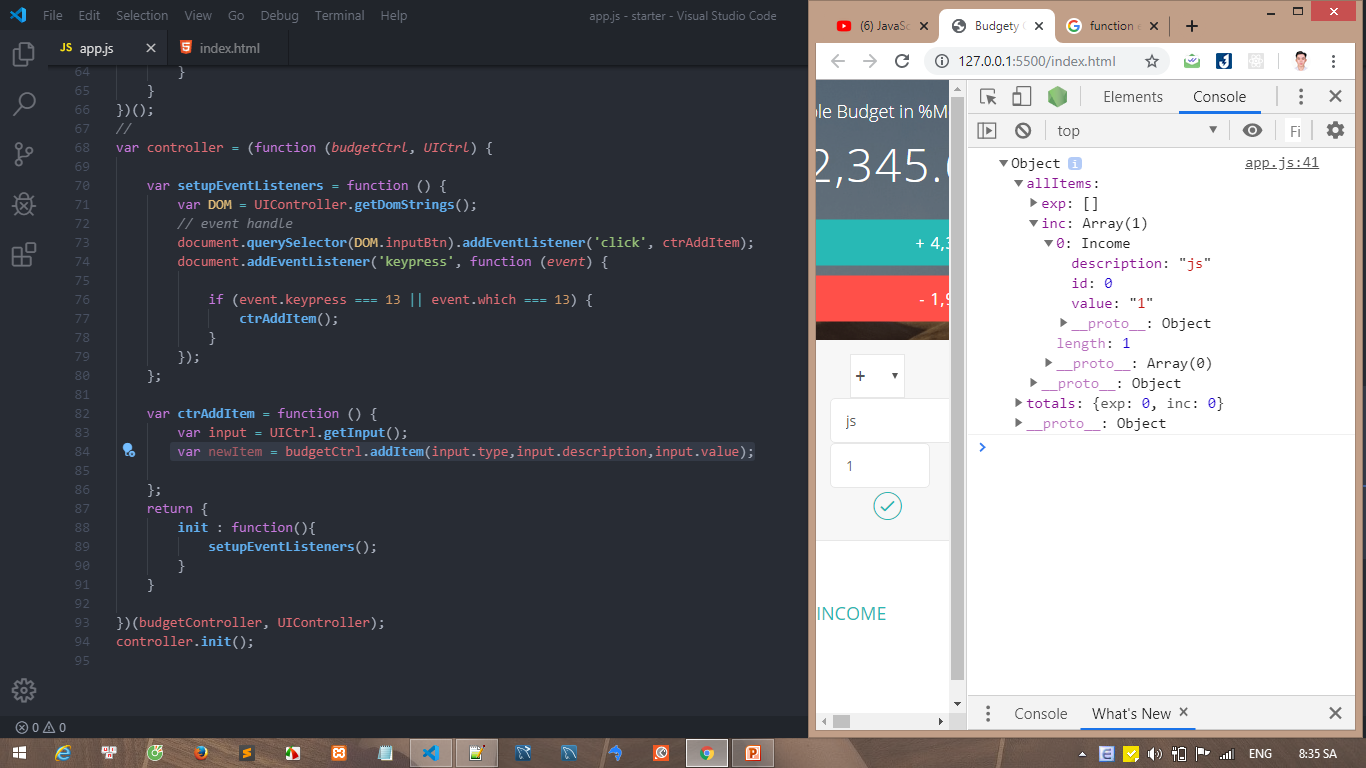 File Edit Selection View Go Debug Terminal Help
app.js - starter - Visual Studio Code
JS app.js
index.html
64 }
65 }
66 })();
67 //
68 var controller = (function (budgetCtrl, UICtrl) {
69
70 var setupEventListeners = function () {
71 var DOM = UIController.getDomStrings();
72 // event handle
73 document.querySelector(DOM.inputBtn).addEventListener('click', ctrAddItem);
74 document.addEventListener('keypress', function (event) {
75
76 if (event.keypress === 13 || event.which === 13) {
77 ctrAddItem();
78 }
79 });
80 };
81
82 var ctrAddItem = function () {
83 var input = UICtrl.getInput();
84 var newItem = budgetCtrl.addItem(input.type,input.description,input.value);
85
86 };
87 return {
88 init : function(){
89 setupEventListeners();
90 }
91 }
92
93 })(budgetController, UIController);
94 controller.init();
95
0 0
(6) JavaSc
Budgety
function e
127.0.0.1:5500/index.html
ble Budget in %M
2,345.
+ 4,3
- 1,9
+
js
1
INCOME
Elements Console
top
Fi
Object i app.js:41
allItems:
exp: []
inc: Array(1)
0: Income
description: "js"
id: 0
value: "1"
__proto__: Object
length: 1
__proto__: Array(0)
__proto__: Object
totals: {exp: 0, inc: 0}
__proto__: Object
Console What's New
ENG 8:35 SA